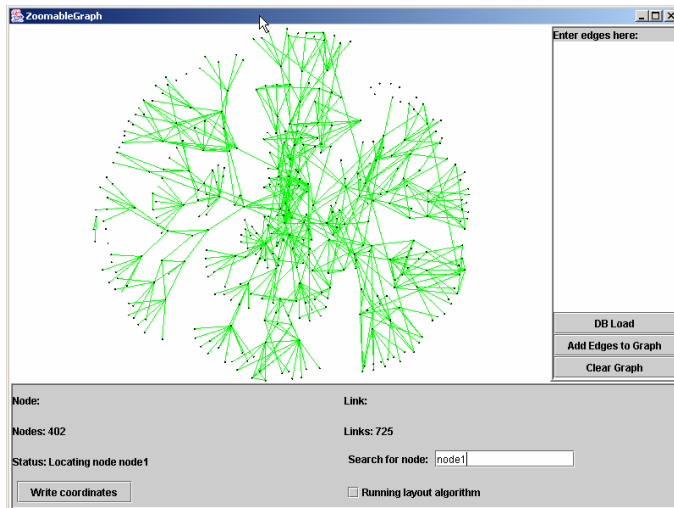 ZoomableGraph
Enter edges here:
DB Load
Add Edges to Graph
Clear Graph
Node:
Link:
Nodes: 402
Links: 725
Status: Locating node node1
Search for node: node1
Write coordinates
Running layout algorithm